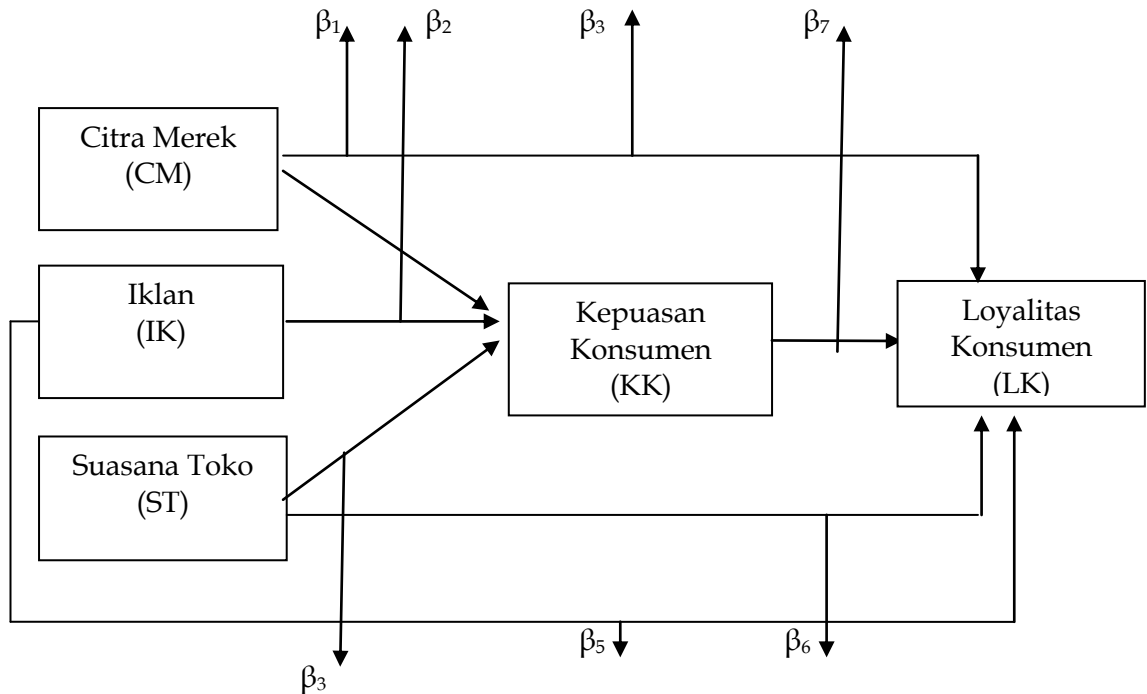 β₁
β₂
β₃
β₇
Citra Merek
(CM)
Iklan
(IK)
Suasana Toko
(ST)
Kepuasan
Konsumen
(KK)
Loyalitas
Konsumen
(LK)
β₃
β₅
β₆